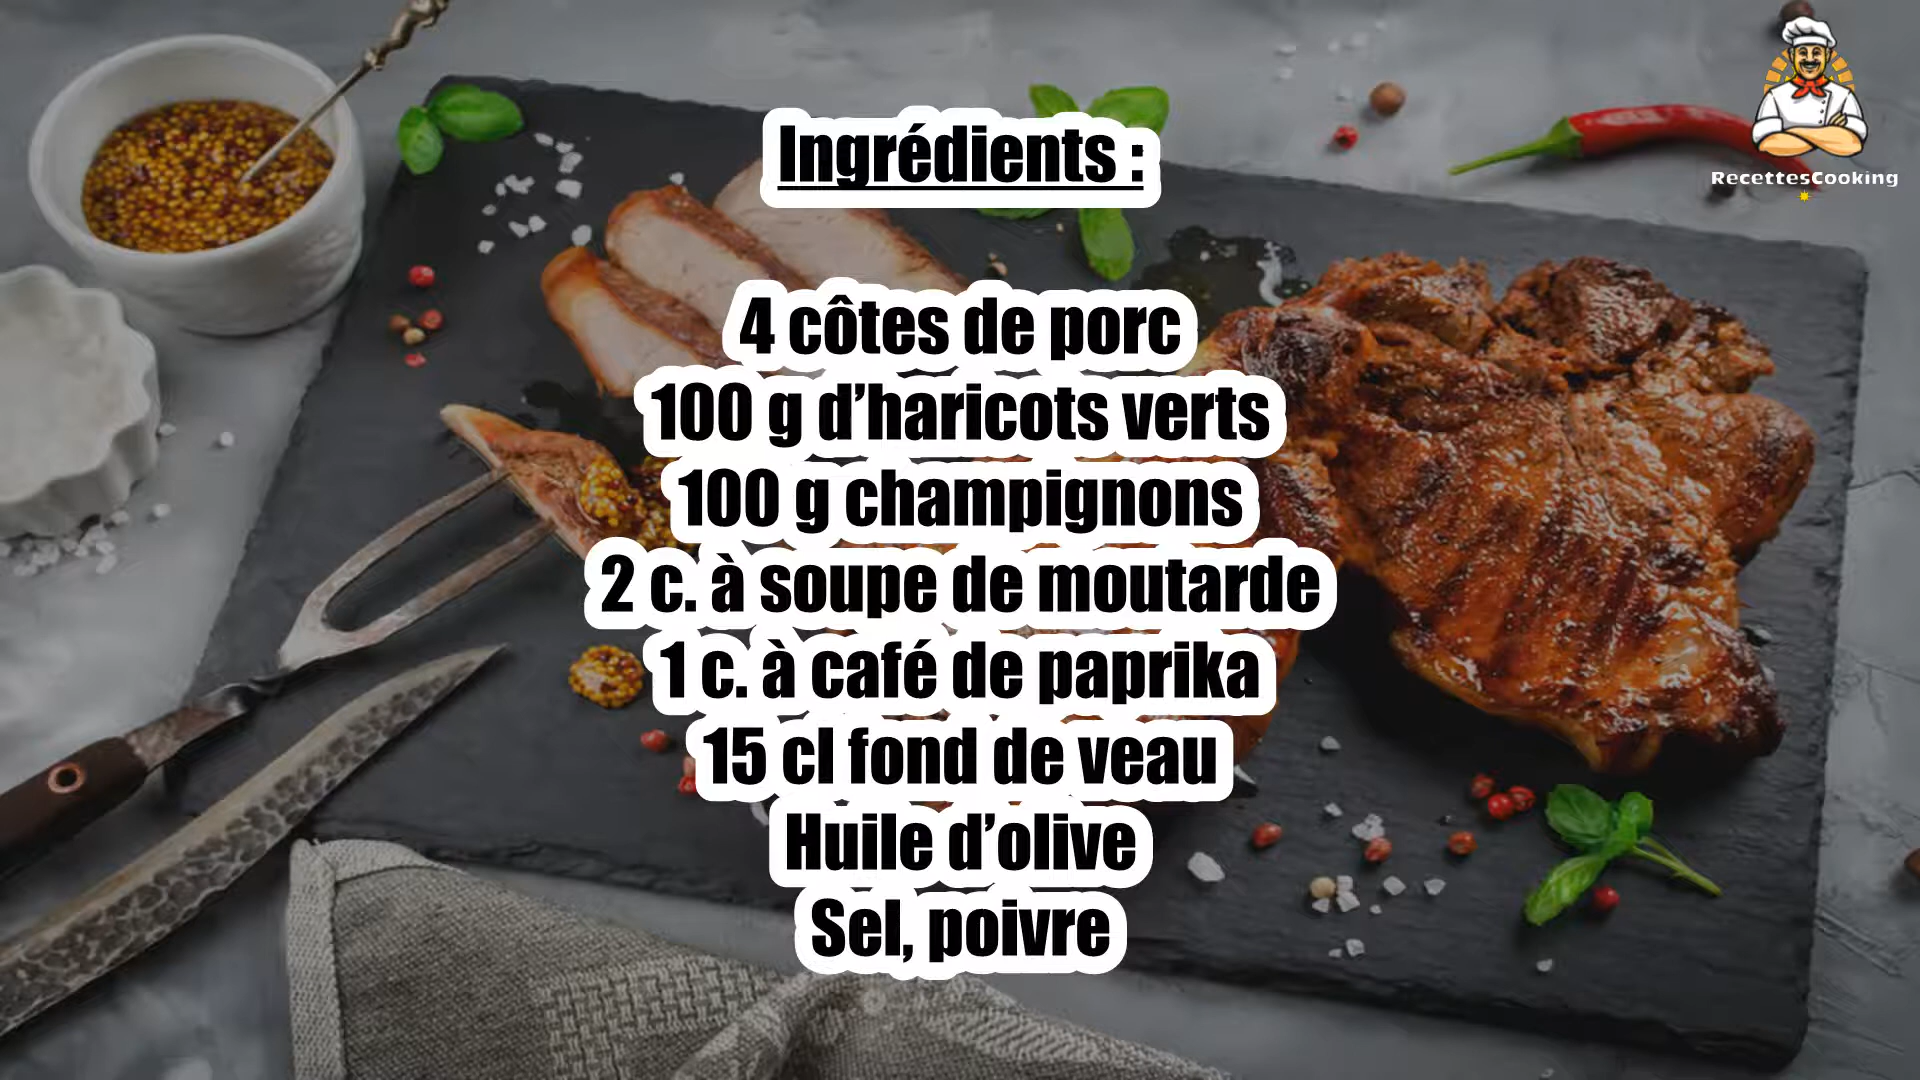 Ingrédients :
RecettesCooking
4 côtes de porc
100 g d’haricots verts
100 g champignons
2 c. à soupe de moutarde
1 c. à café de paprika
15 cl fond de veau
Huile d’olive
Sel, poivre